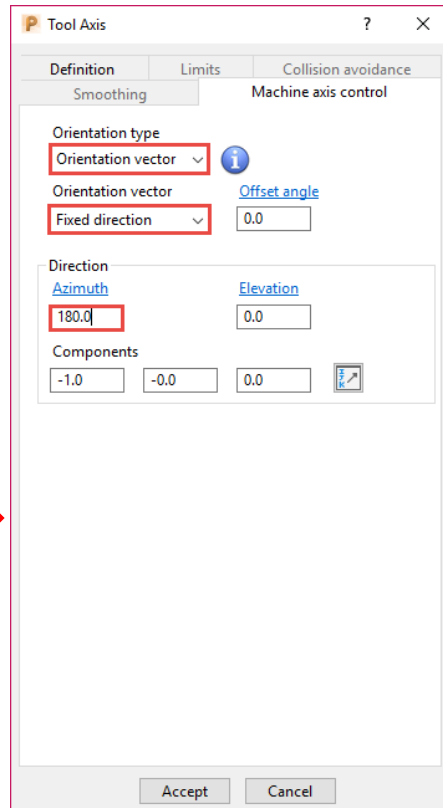 P Tool Axis ? ×
Definition Limits Collision avoidance
Smoothing Machine axis control
Orientation type
Orientation vector i
Orientation vector Offset angle
Fixed direction 0.0
Direction
Azimuth Elevation
180.0 0.0
Components
-1.0 -0.0 0.0
Accept Cancel